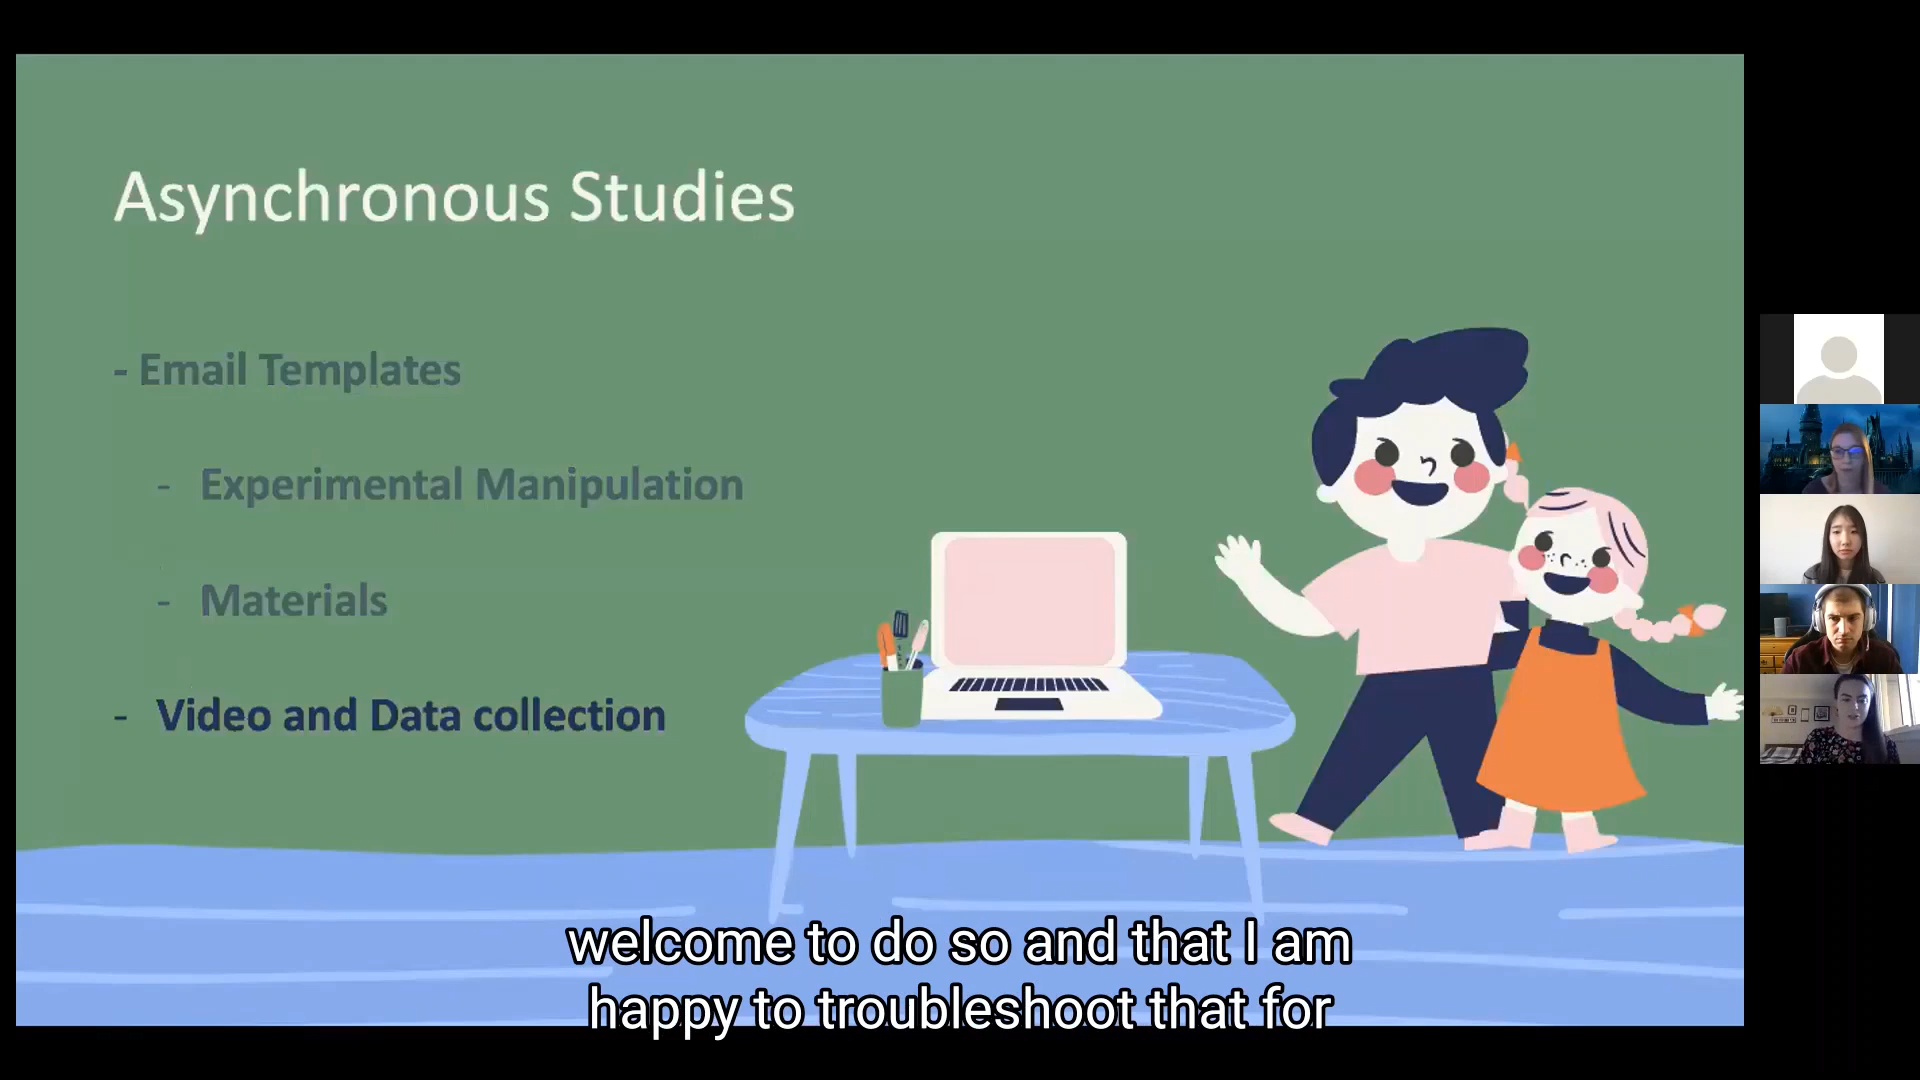 Asynchronous Studies
- Email Templates
- Experimental Manipulation
- Materials
- Video and Data collection
welcome to do so and that I am
happy to troubleshoot that for